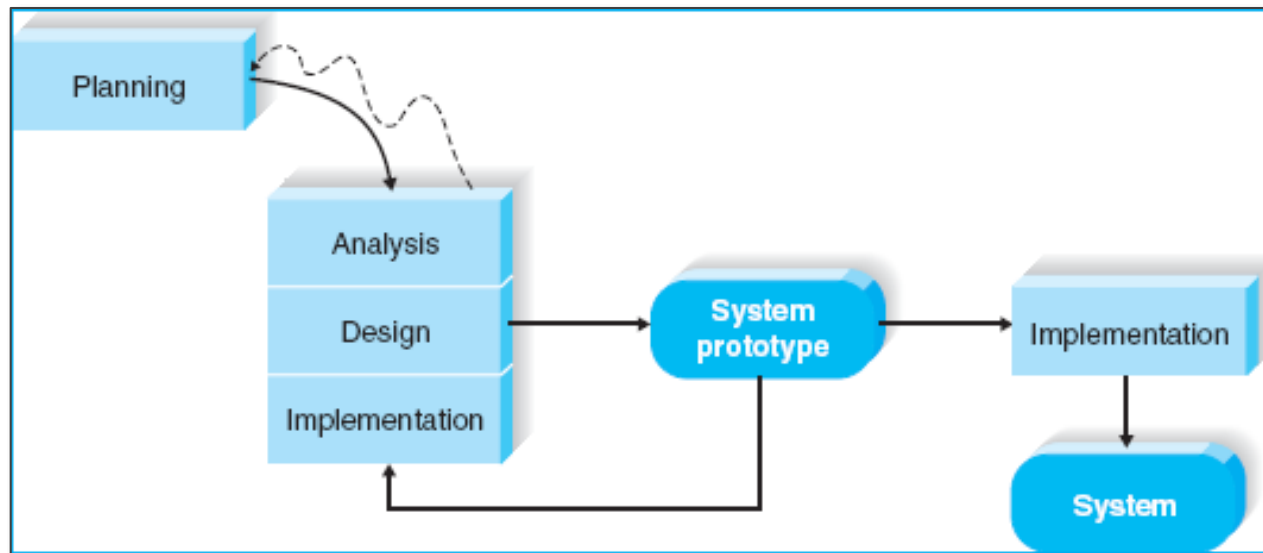 Planning
Analysis
Design
Implementation
System
prototype
Implementation
System